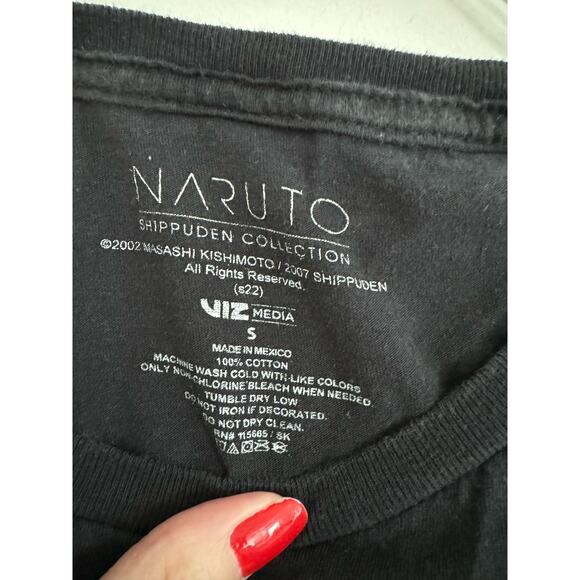 NARUTO
SHIPPUDEN COLLECTION
©2002 MASASHI KISHIMOTO / 2007 SHIPPUDEN
All Rights Reserved.
(s22)
VIZ MEDIA
S
MADE IN MEXICO
100% COTTON
MACHINE WASH COLD WITH-LIKE COLORS
ONLY NON-CHLORINE BLEACH WHEN NEEDED.
TUMBLE DRY LOW
DO NOT IRON IF DECORATED.
DO NOT DRY CLEAN.
RN# 115665 / SK